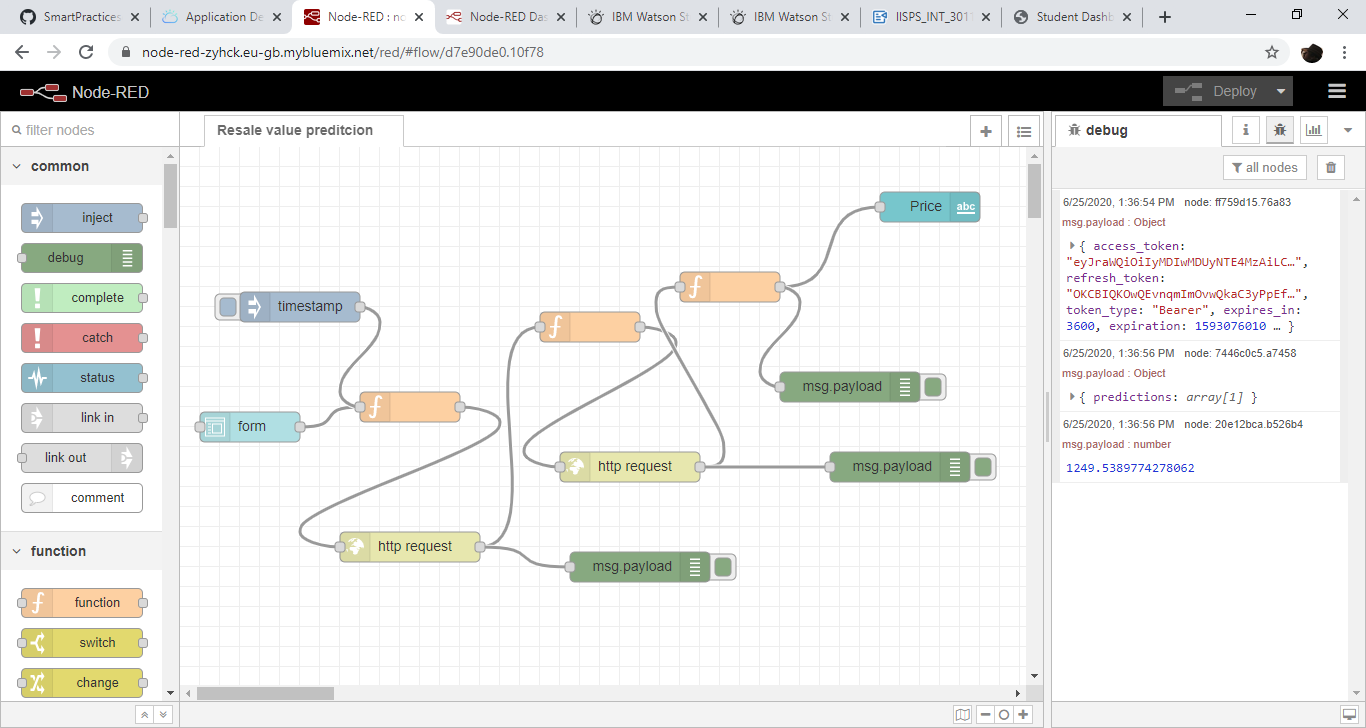 SmartPractices
Application De
Node-RED : no
Node-RED Das
IBM Watson St
IBM Watson St
IISPS_INT_301
Student Dashb
node-red-zyhck.eu-gb.mybluemix.net/red/#flow/d7e90de0.10f78
Node-RED
Deploy
filter nodes
Resale value preditcion
debug
i
all nodes
common
inject
debug
complete
catch
status
link in
link out
comment
function
function
switch
change
Price
abc
timestamp
form
msg.payload
http request
msg.payload
http request
msg.payload
6/25/2020, 1:36:54 PM node: ff759d15.76a83
msg.payload : Object
{ access_token:
"eyJraWQiOiIyMDIwMDUyNTE4MzAiLC…",
refresh_token:
"OKCBIQKOwQEvnqmImOvwQkaC3yPpEf…",
token_type: "Bearer", expires_in:
3600, expiration: 1593076010 … }
6/25/2020, 1:36:56 PM node: 7446c0c5.a7458
msg.payload : Object
{ predictions: array[1] }
6/25/2020, 1:36:56 PM node: 20e12bca.b526b4
msg.payload : number
1249.5389774278062